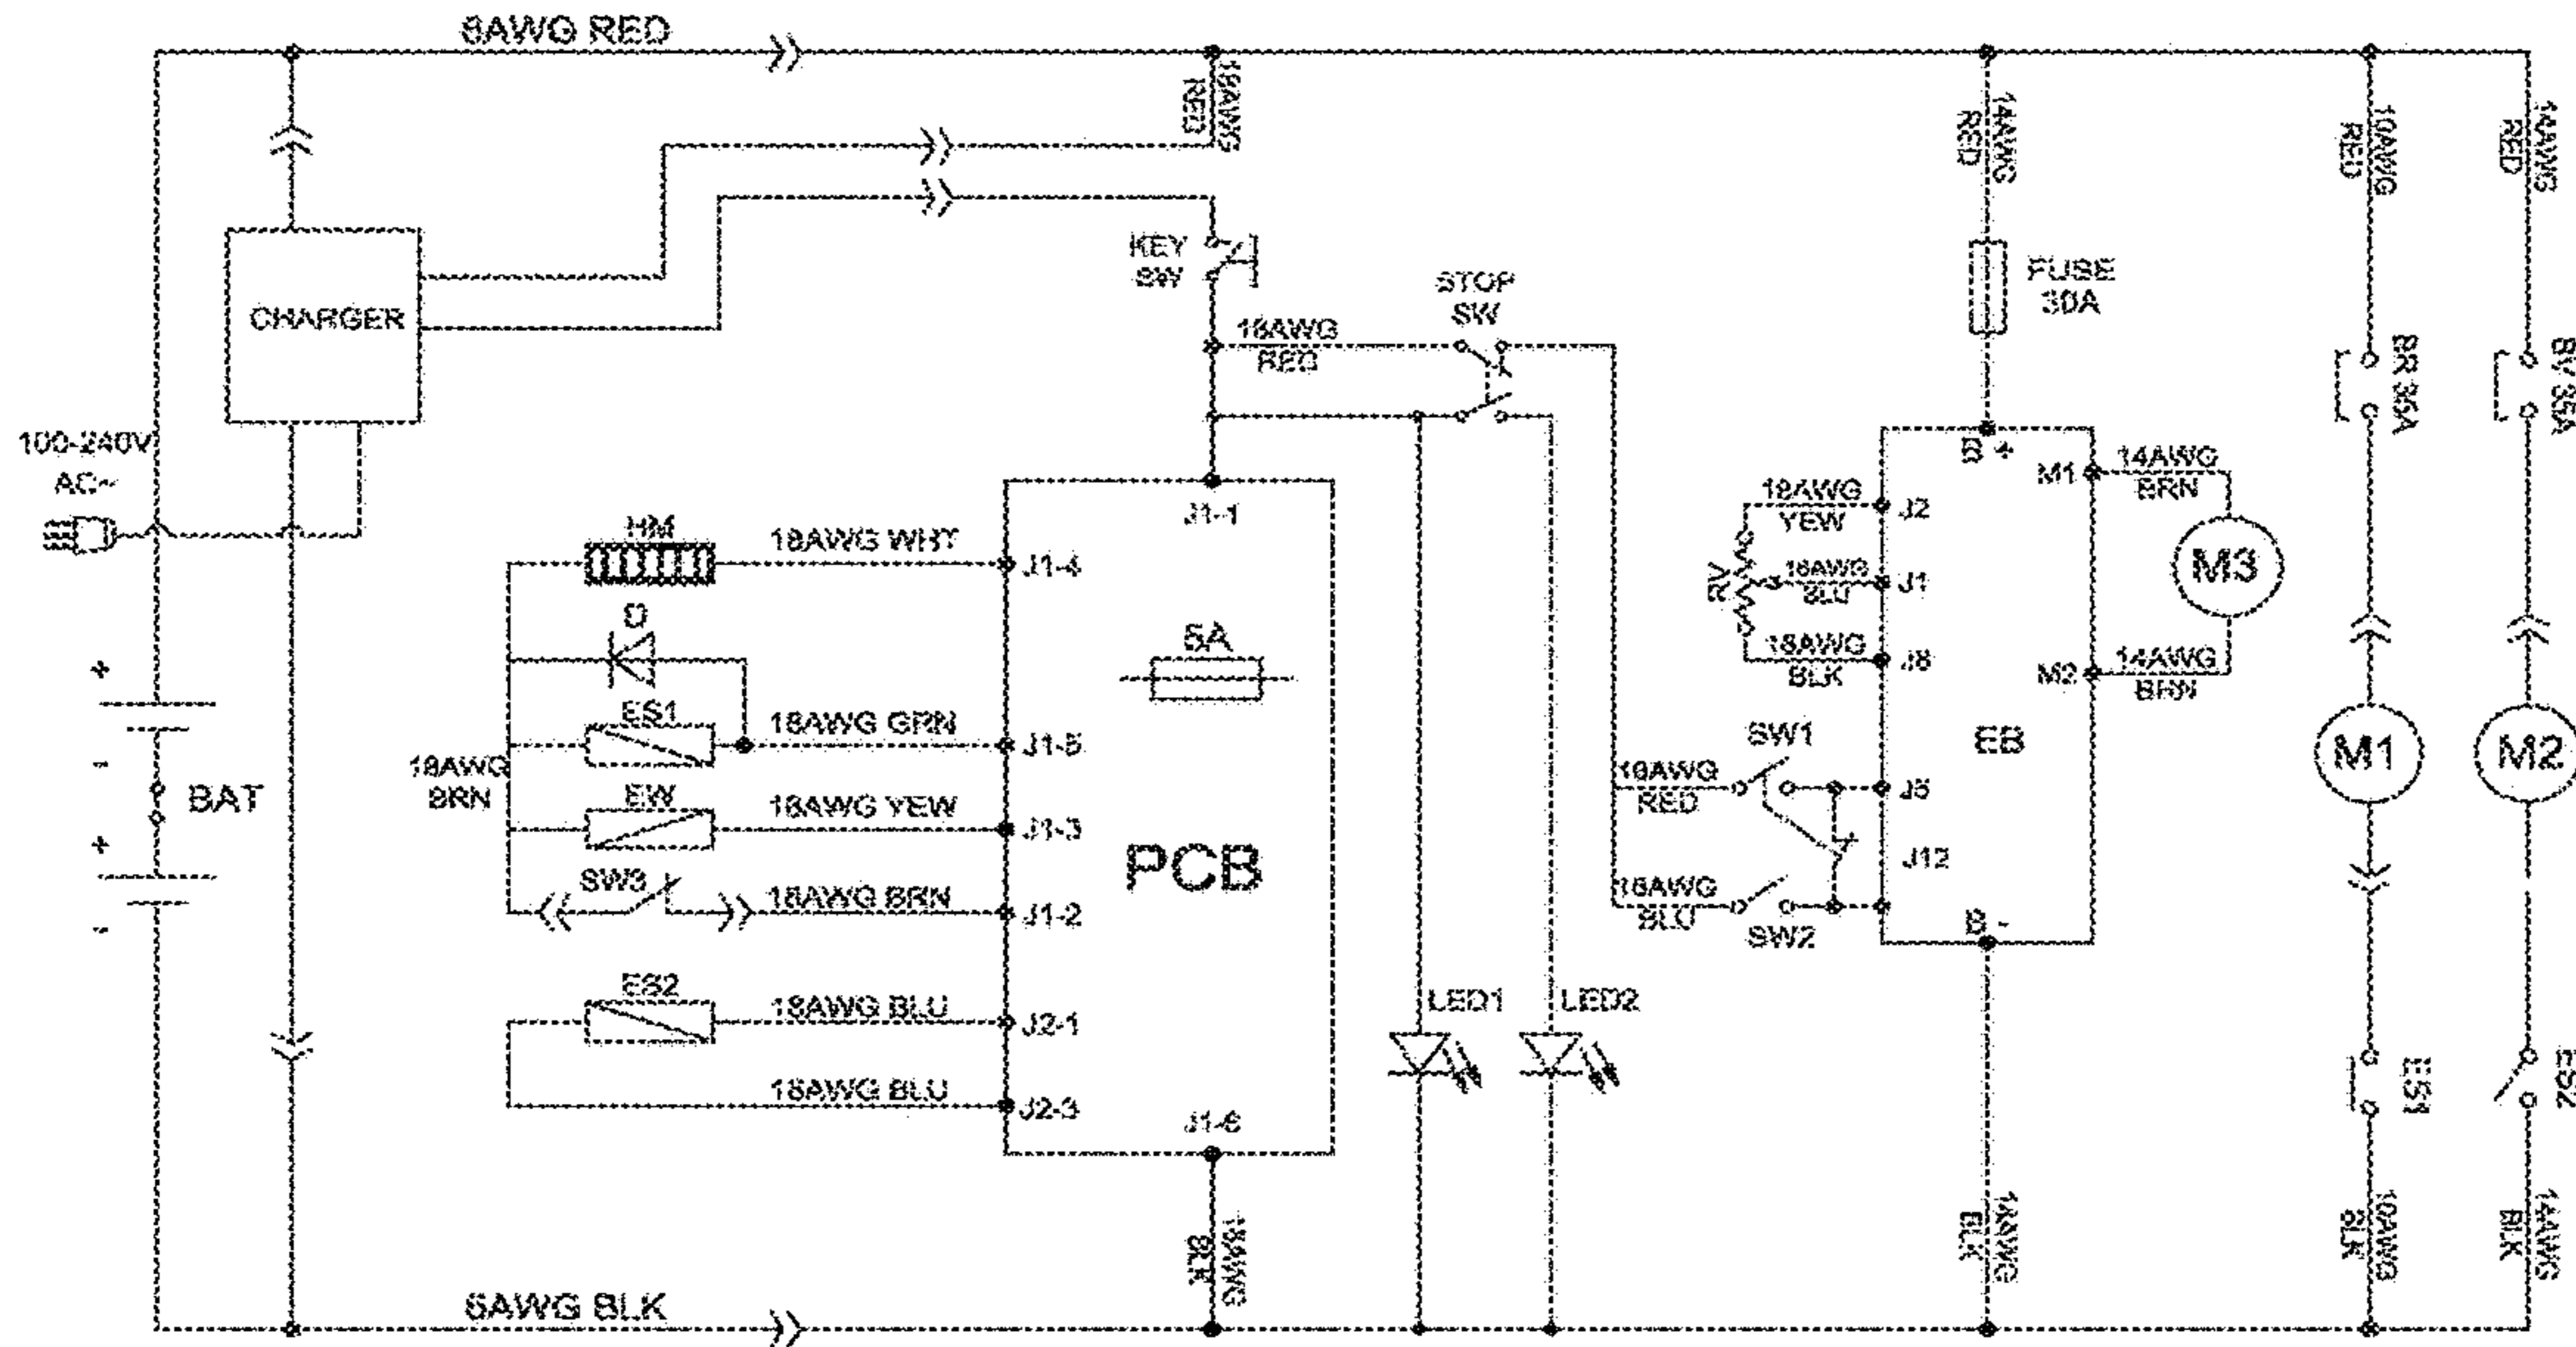 6AWG RED
18AWG
RED
14AWG
RED
10AWG
RED
14AWG
RED
KEY
SW
CHARGER
STOP
SW
18AWG
RED
FUSE
30A
BR 35A
100-240V
AC~
BAT
+
-
+
-
HM
18AWG WHT
J1-4
D
ES1
18AWG GRN
J1-5
18AWG
BRN
EW
18AWG YEW
J1-3
SW3
18AWG BRN
J1-2
ES2
18AWG BLU
J2-1
18AWG BLU
J2-3
J1-1
5A
PCB
J1-6
18AWG
BLK
6AWG BLK
LED1
LED2
RV
18AWG
YEW
J2
18AWG
BLU
J1
18AWG
BLK
J8
SW1
18AWG
RED
J5
J12
18AWG
BLU
SW2
B +
EB
B -
M1
14AWG
BRN
M3
M2
14AWG
BRN
14AWG
BLK
M1
M2
ES1
ES2
10AWG
BLK
14AWG
BLK